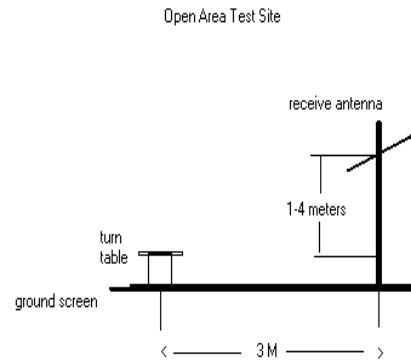 Open Area Test Site
receive antenna
1-4 meters
turn
table
ground screen
3 M